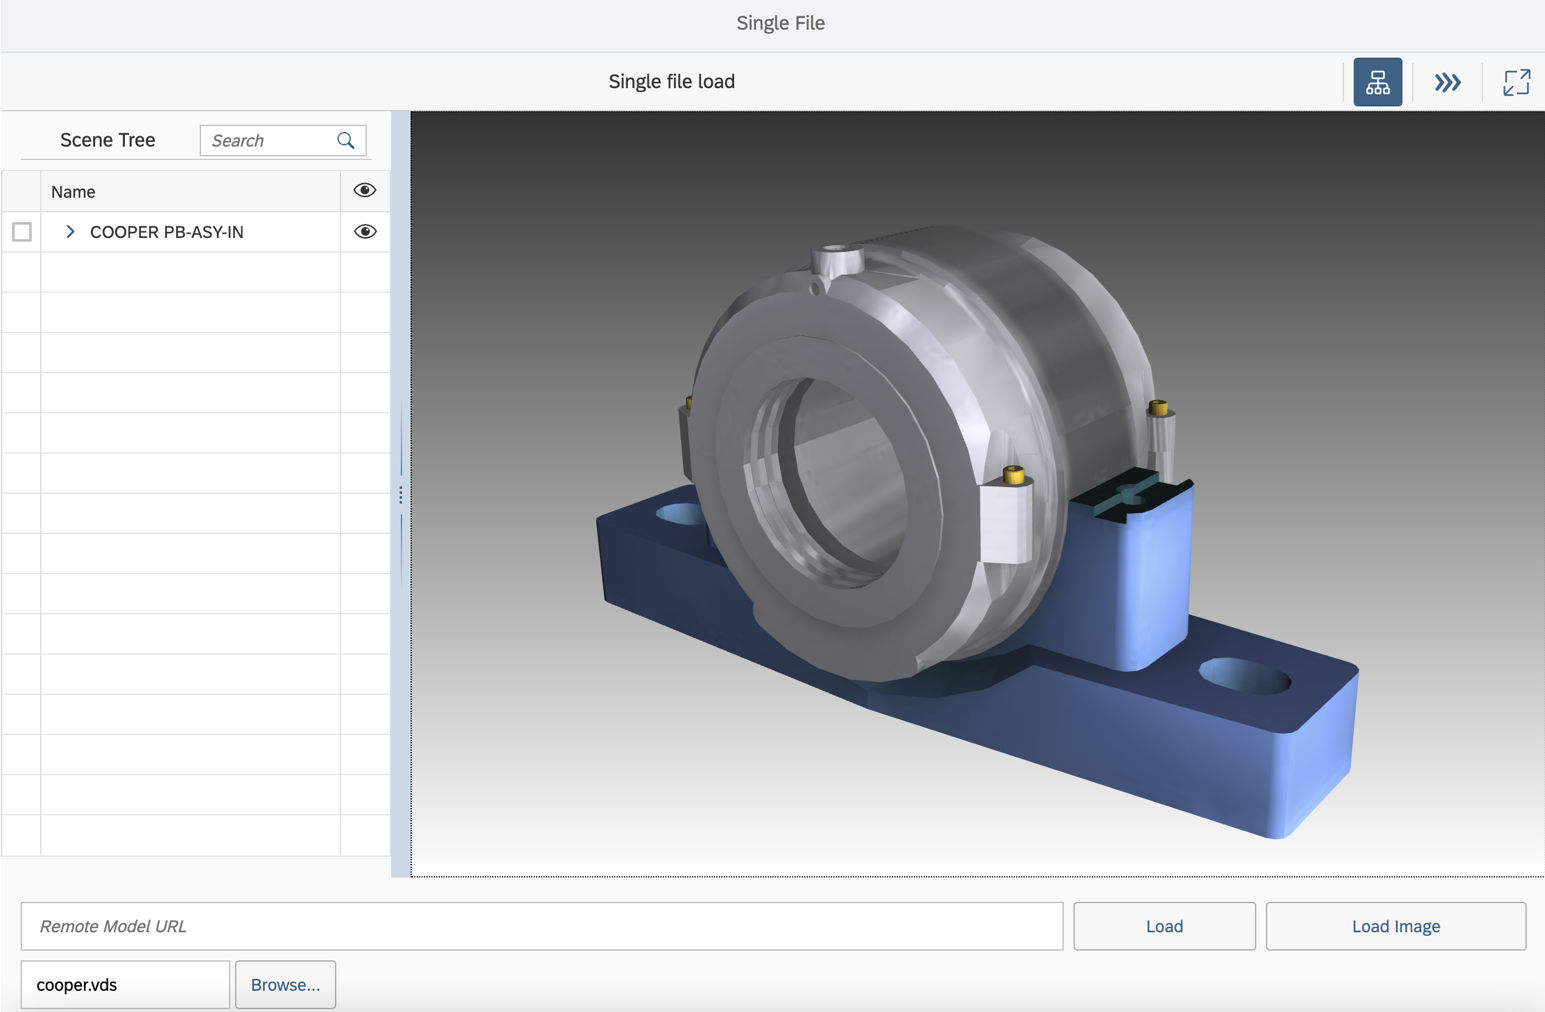 Single File
Single file load
Scene Tree
Search
Name
COOPER PB-ASY-IN
Remote Model URL
Load
Load Image
cooper.vds
Browse...